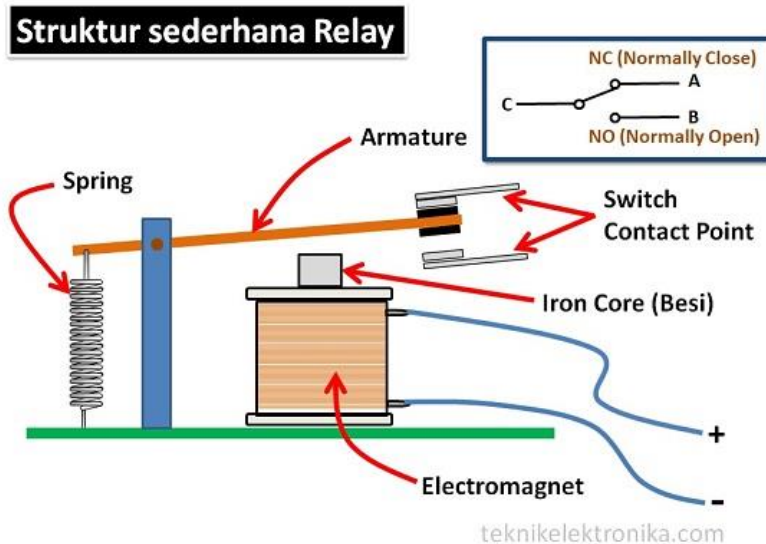 Struktur sederhana Relay
NC (Normally Close)
A
C
B
NO (Normally Open)
Armature
Spring
Switch
Contact Point
Iron Core (Besi)
+
Electromagnet
-
teknikelektronika.com